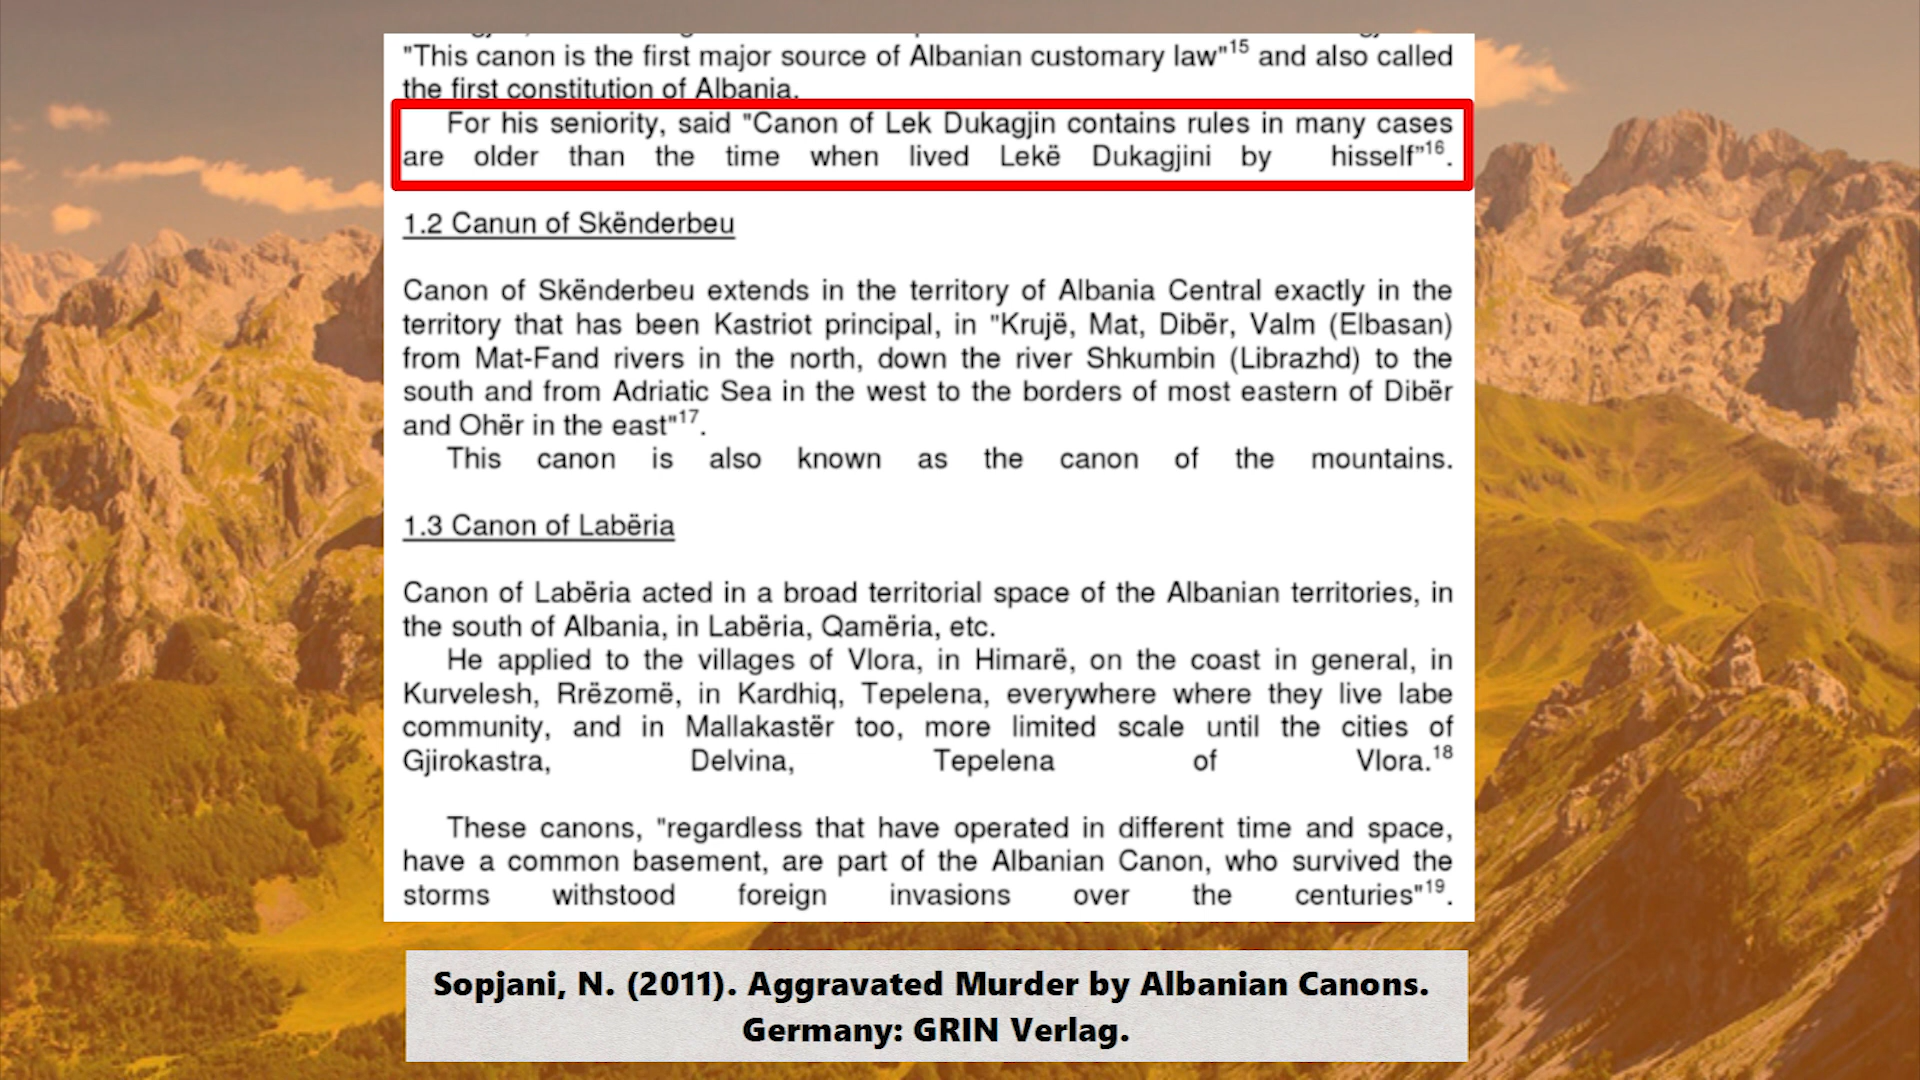 "This canon is the first major source of Albanian customary law"15 and also called
the first constitution of Albania.
For his seniority, said "Canon of Lek Dukagjin contains rules in many cases
are older than the time when lived Lekë Dukagjini by hisself"16.
1.2 Canun of Skënderbeu
Canon of Skënderbeu extends in the territory of Albania Central exactly in the
territory that has been Kastriot principal, in "Krujë, Mat, Dibër, Valm (Elbasan)
from Mat-Fand rivers in the north, down the river Shkumbin (Librazhd) to the
south and from Adriatic Sea in the west to the borders of most eastern of Dibër
and Ohër in the east"17.
This canon is also known as the canon of the mountains.
1.3 Canon of Labëria
Canon of Labëria acted in a broad territorial space of the Albanian territories, in
the south of Albania, in Labëria, Qamëria, etc.
He applied to the villages of Vlora, in Himarë, on the coast in general, in
Kurvelesh, Rrëzomë, in Kardhiq, Tepelena, everywhere where they live labe
community, and in Mallakastër too, more limited scale until the cities of
Gjirokastra, Delvina, Tepelena of Vlora.18
These canons, "regardless that have operated in different time and space,
have a common basement, are part of the Albanian Canon, who survived the
storms withstood foreign invasions over the centuries"19.
Sopjani, N. (2011). Aggravated Murder by Albanian Canons.
Germany: GRIN Verlag.